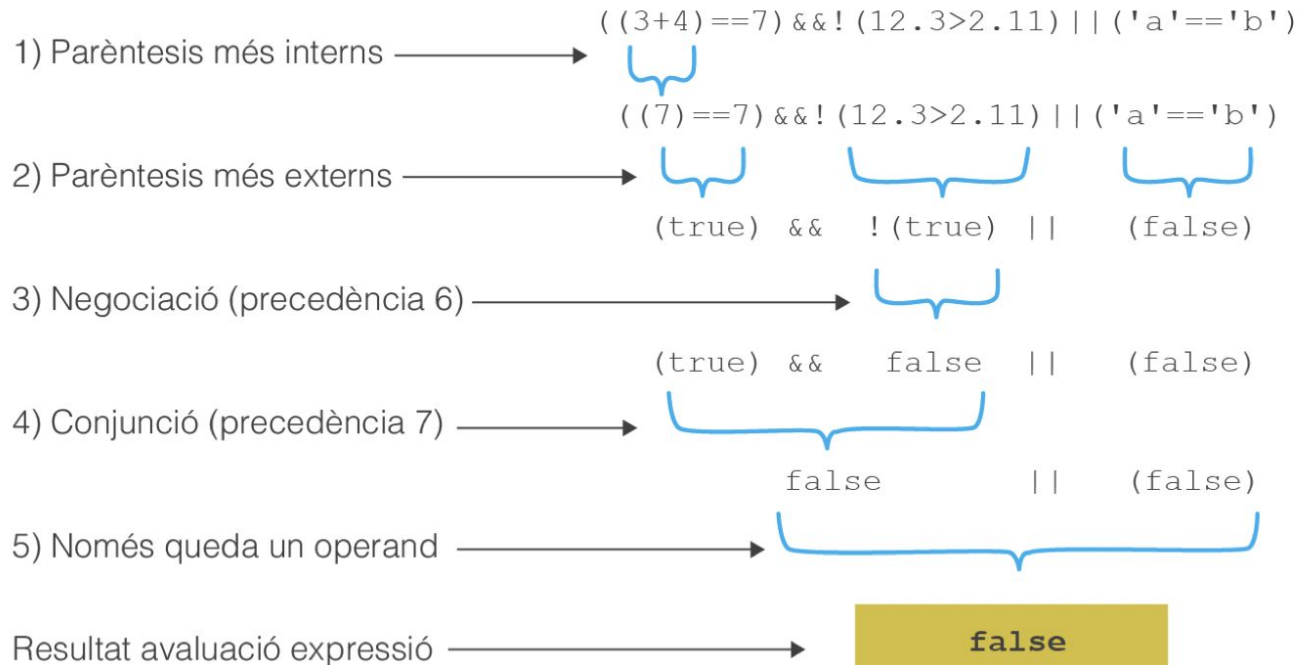 ((3+4)==7)&&!(12.3>2.11)||('a'=='b')
1) Parèntesis més interns
((7)==7)&&!(12.3>2.11)||('a'=='b')
2) Parèntesis més externs
(true) && !(true) || (false)
3) Negociació (precedència 6)
(true) && false || (false)
4) Conjunció (precedència 7)
false || (false)
5) Només queda un operand
Resultat avaluació expressió
false